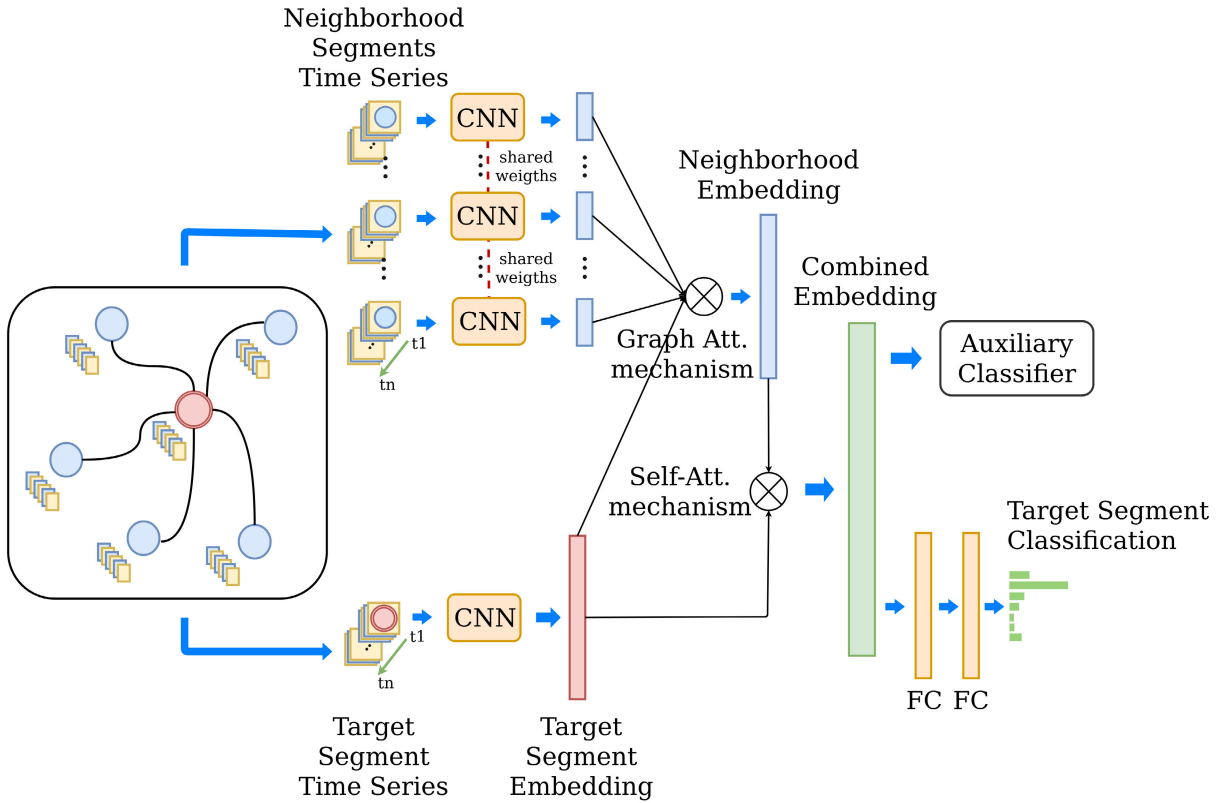 Neighborhood
Segments
Time Series
CNN
shared
weigths
CNN
shared
weigths
CNN
t1
tn
Graph Att.
mechanism
Neighborhood
Embedding
Combined
Embedding
Auxiliary
Classifier
Self-Att.
mechanism
Target Segment
Classification
CNN
t1
tn
FC
FC
Target
Segment
Time Series
Target
Segment
Embedding